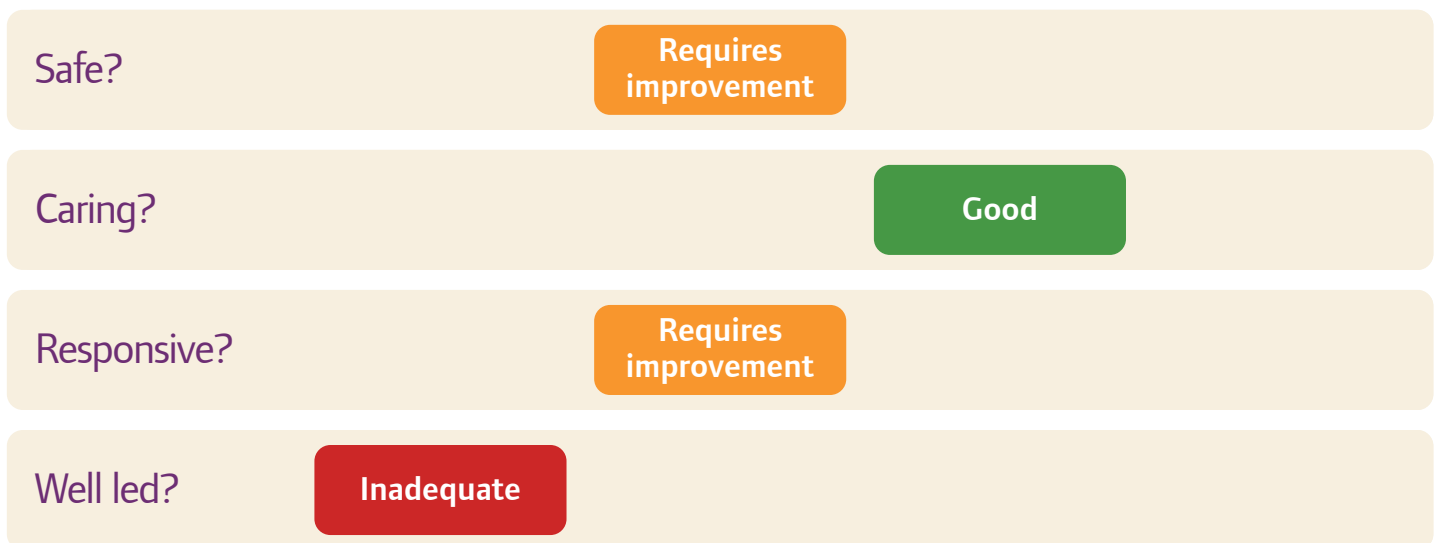 Safe?
Requires
improvement
Caring?
Good
Responsive?
Requires
improvement
Well led?
Inadequate